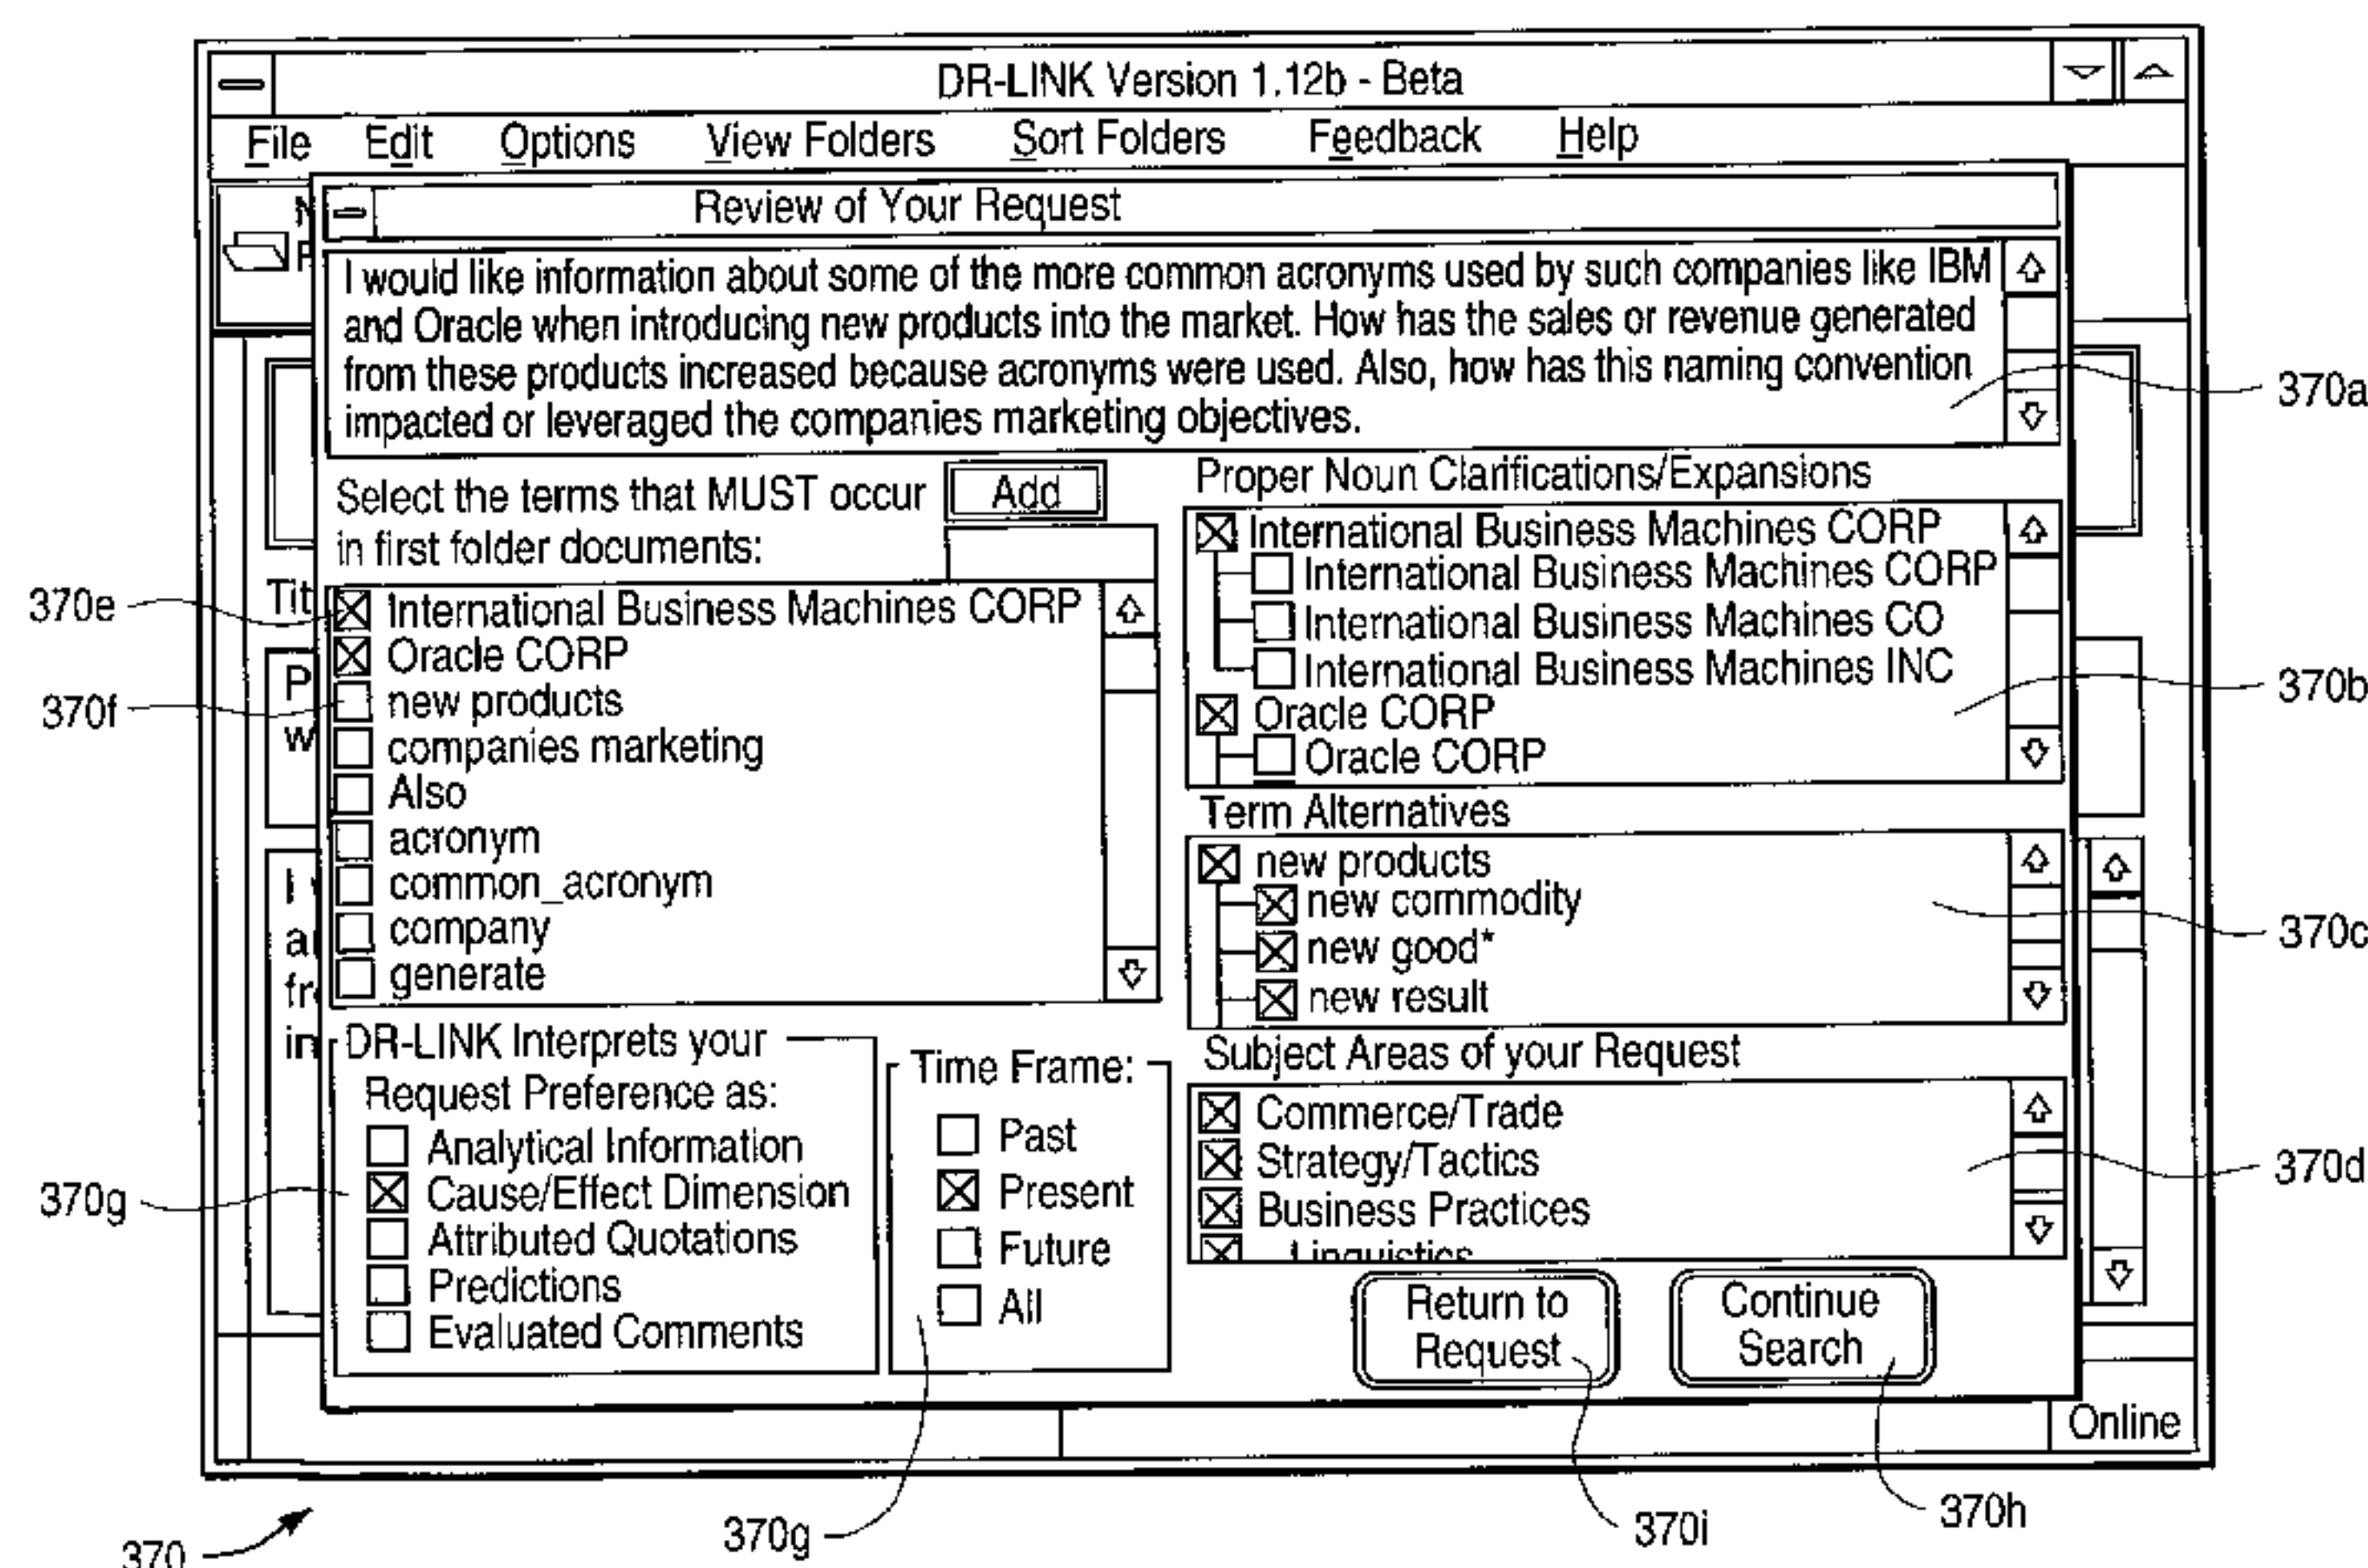 DR-LINK Version 1.12b - Beta
File Edit Options View Folders Sort Folders Feedback Help
Review of Your Request
I would like information about some of the more common acronyms used by such companies like IBM
and Oracle when introducing new products into the market. How has the sales or revenue generated
from these products increased because acronyms were used. Also, how has this naming convention
impacted or leveraged the companies marketing objectives.
370a
Select the terms that MUST occur
in first folder documents:
Add
370e
International Business Machines CORP
Oracle CORP
370f
new products
companies marketing
Also
acronym
common_acronym
company
generate
Proper Noun Clarifications/Expansions
International Business Machines CORP
International Business Machines CORP
International Business Machines CO
International Business Machines INC
370b
Oracle CORP
Oracle CORP
Term Alternatives
new products
new commodity
370c
new good*
new result
DR-LINK Interprets your
Request Preference as:
Analytical Information
370g
Cause/Effect Dimension
Attributed Quotations
Predictions
Evaluated Comments
Time Frame:
Past
Present
Future
All
Subject Areas of your Request
Commerce/Trade
Strategy/Tactics
370d
Business Practices
Linguistics
Return to
Request
Continue
Search
Online
370
370g
370i
370h